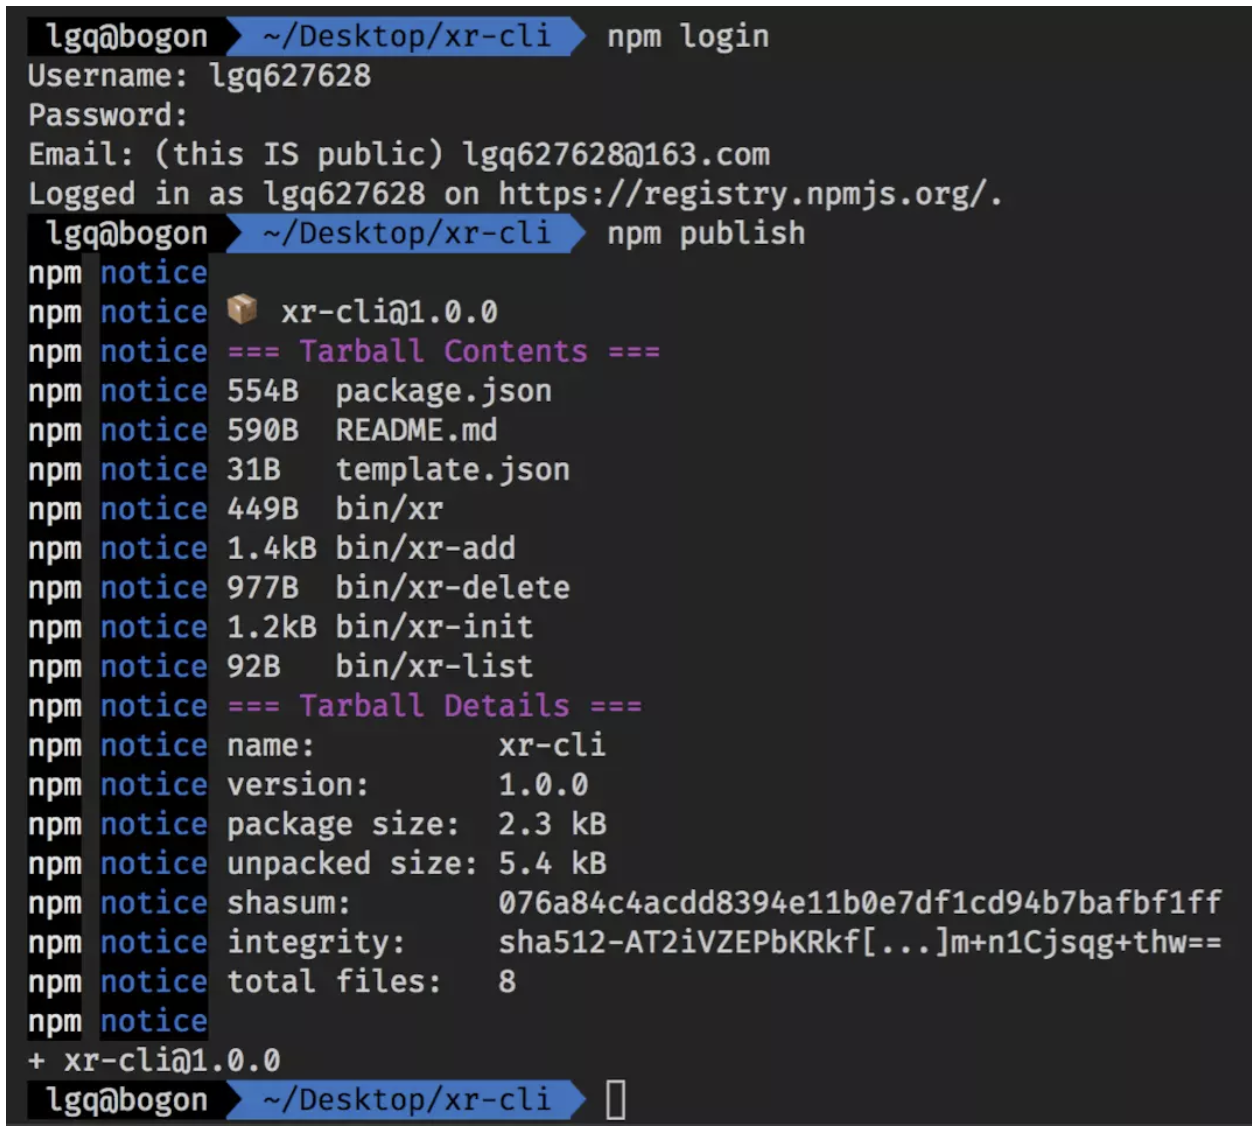 lgq@bogon ~/Desktop/xr-cli npm login
Username: lgq627628
Password:
Email: (this IS public) lgq627628@163.com
Logged in as lgq627628 on https://registry.npmjs.org/.
lgq@bogon ~/Desktop/xr-cli npm publish
npm notice
npm notice 📦 xr-cli@1.0.0
npm notice === Tarball Contents ===
npm notice 554B package.json
npm notice 590B README.md
npm notice 31B template.json
npm notice 449B bin/xr
npm notice 1.4kB bin/xr-add
npm notice 977B bin/xr-delete
npm notice 1.2kB bin/xr-init
npm notice 92B bin/xr-list
npm notice === Tarball Details ===
npm notice name: xr-cli
npm notice version: 1.0.0
npm notice package size: 2.3 kB
npm notice unpacked size: 5.4 kB
npm notice shasum: 076a84c4acdd8394e11b0e7df1cd94b7bafbf1ff
npm notice integrity: sha512-AT2iVZEPbKRkf[...]m+n1Cjsqg+thw==
npm notice total files: 8
npm notice
+ xr-cli@1.0.0
lgq@bogon ~/Desktop/xr-cli